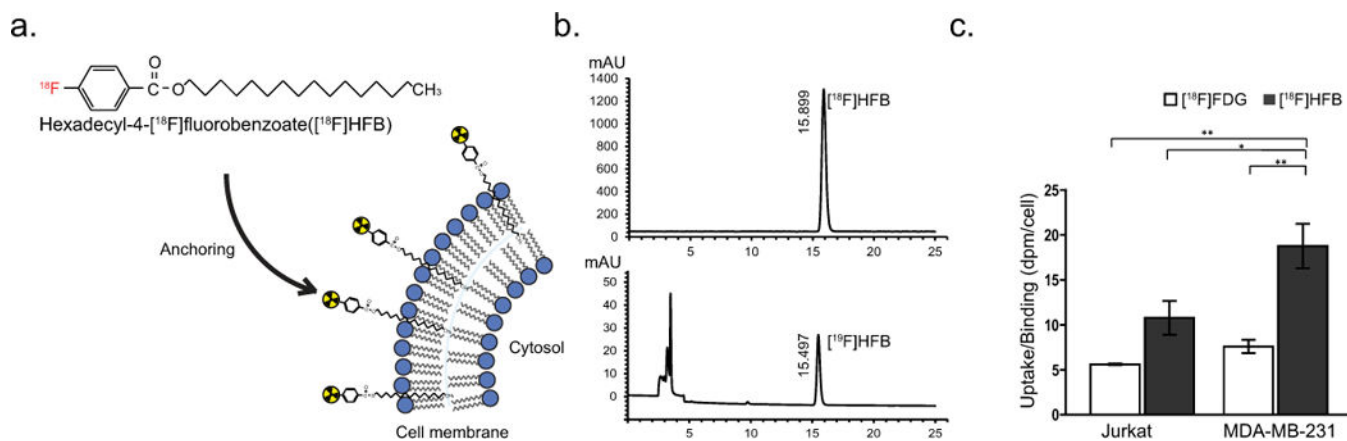 a.
¹⁸F
O
C
O
CH₃
Hexadecyl-4-[¹⁸F]fluorobenzoate([¹⁸F]HFB)
Anchoring
Cytosol
Cell membrane
b.
mAU
1400
1200
1000
800
600
400
200
0
15.899
[¹⁸F]HFB
5
10
15
20
25
mAU
50
40
30
20
10
0
15.497
[¹⁹F]HFB
5
10
15
20
25
c.
[¹⁸F]FDG
[¹⁸F]HFB
**
*
**
Uptake/Binding (dpm/cell)
25
20
15
10
5
0
Jurkat
MDA-MB-231